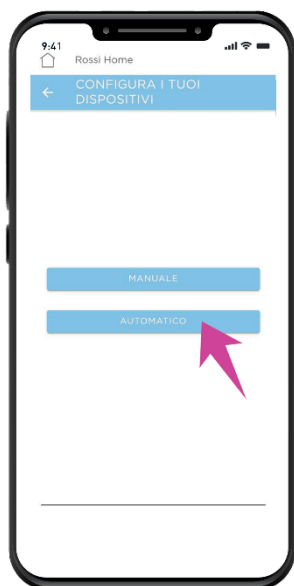 9:41
Rossi Home
CONFIGURA I TUOI
DISPOSITIVI
MANUALE
AUTOMATICO